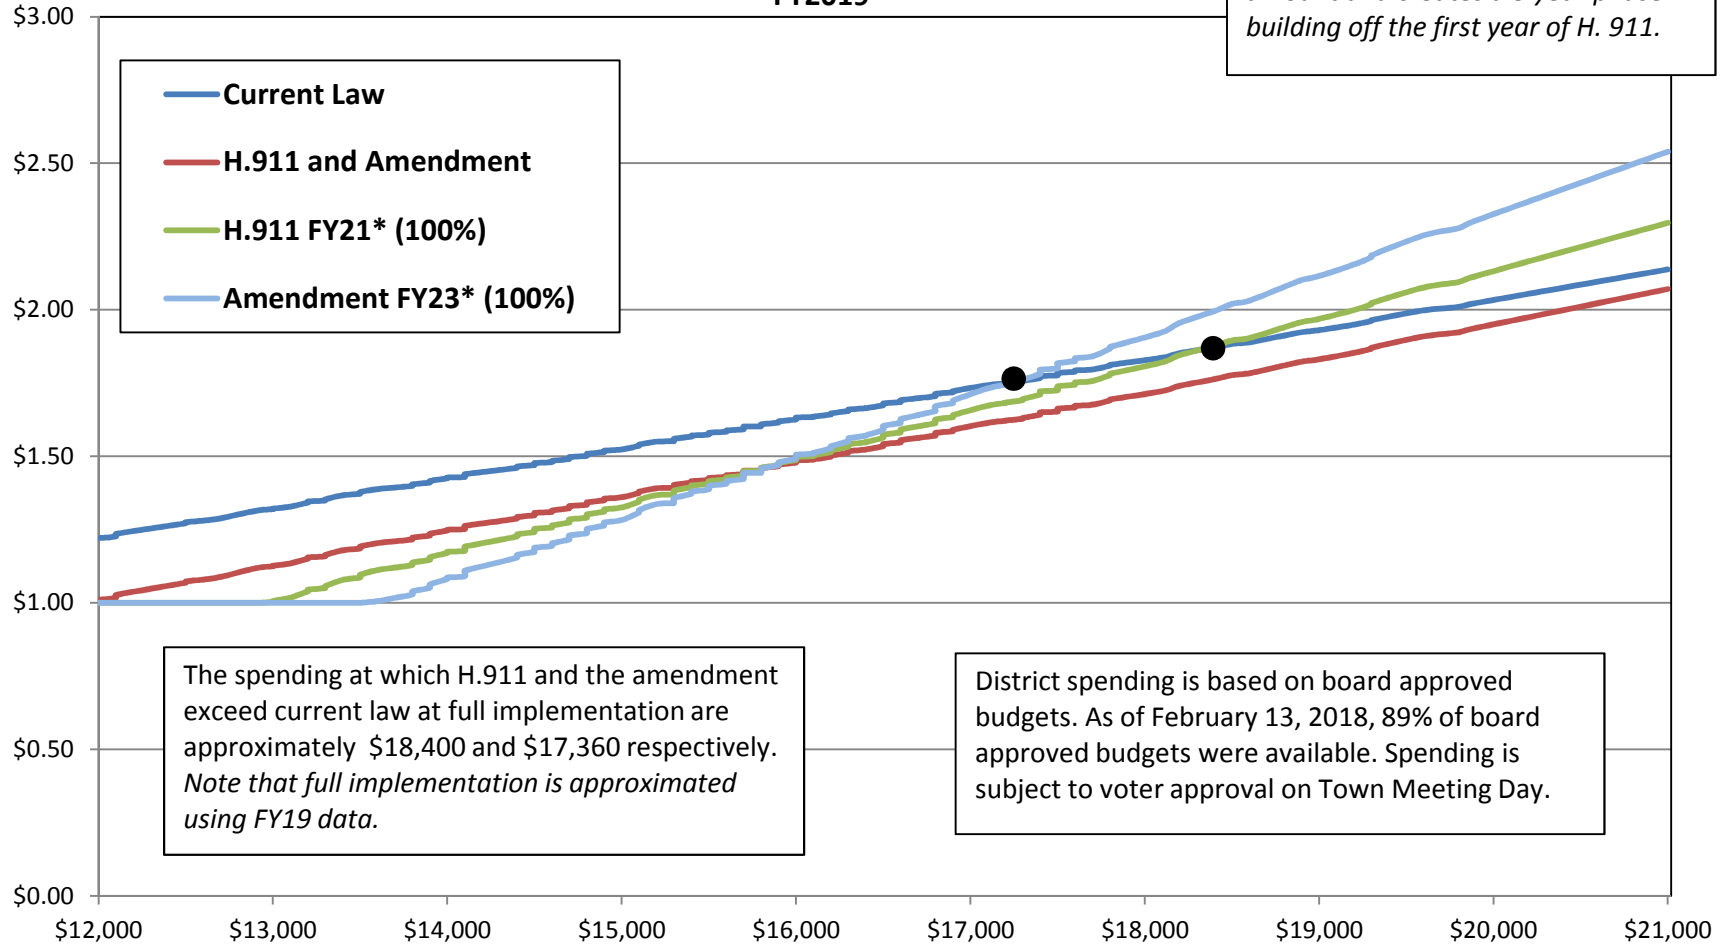 building off the first year of H. 911.
$3.00
Current Law
H.911 and Amendment
H.911 FY21* (100%)
Amendment FY23* (100%)
$2.50
$2.00
$1.50
$1.00
The spending at which H.911 and the amendment
exceed current law at full implementation are
approximately $18,400 and $17,360 respectively.
Note that full implementation is approximated
using FY19 data.
District spending is based on board approved
budgets. As of February 13, 2018, 89% of board
approved budgets were available. Spending is
subject to voter approval on Town Meeting Day.
$0.50
$0.00
$12,000
$13,000
$14,000
$15,000
$16,000
$17,000
$18,000
$19,000
$20,000
$21,000